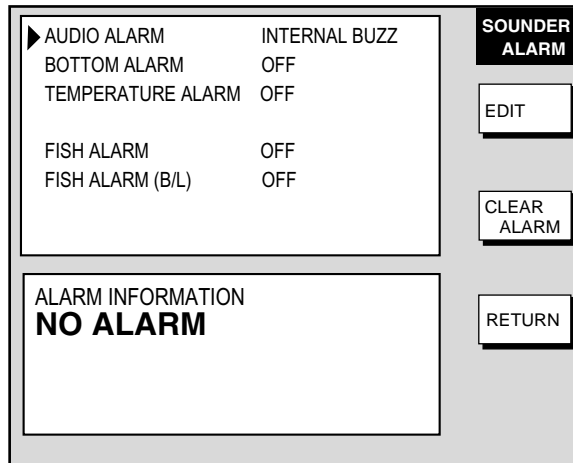 AUDIO ALARM INTERNAL BUZZ
BOTTOM ALARM OFF
TEMPERATURE ALARM OFF
FISH ALARM OFF
FISH ALARM (B/L) OFF
ALARM INFORMATION
NO ALARM
SOUNDER
ALARM
EDIT
CLEAR
ALARM
RETURN